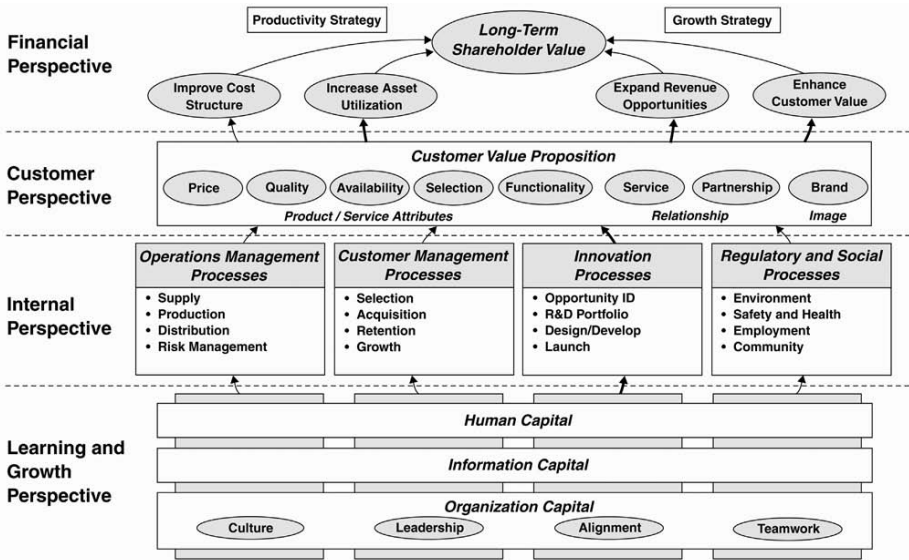 Productivity Strategy
Growth Strategy
Financial
Perspective
Long-Term
Shareholder Value
Improve Cost
Structure
Increase Asset
Utilization
Expand Revenue
Opportunities
Enhance
Customer Value
Customer
Perspective
Customer Value Proposition
Price
Quality
Availability
Selection
Functionality
Service
Partnership
Brand
Product / Service Attributes
Relationship
Image
Internal
Perspective
Operations Management
Processes
• Supply
• Production
• Distribution
• Risk Management
Customer Management
Processes
• Selection
• Acquisition
• Retention
• Growth
Innovation
Processes
• Opportunity ID
• R&D Portfolio
• Design/Develop
• Launch
Regulatory and Social
Processes
• Environment
• Safety and Health
• Employment
• Community
Learning and
Growth
Perspective
Human Capital
Information Capital
Organization Capital
Culture
Leadership
Alignment
Teamwork